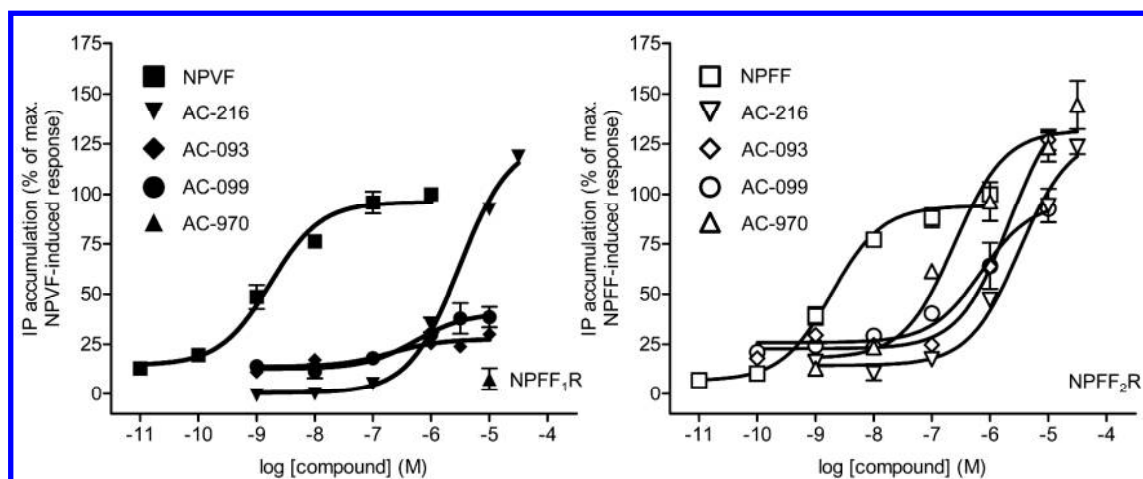 IP accumulation (% of max.
NPVF-induced response)
175
150
125
100
75
50
25
0
NPVF
AC-216
AC-093
AC-099
AC-970
NPFF₁R
-11 -10 -9 -8 -7 -6 -5 -4
log [compound] (M)
IP accumulation (% of max.
NPFF-induced response)
175
150
125
100
75
50
25
0
NPFF
AC-216
AC-093
AC-099
AC-970
NPFF₂R
-11 -10 -9 -8 -7 -6 -5 -4
log [compound] (M)